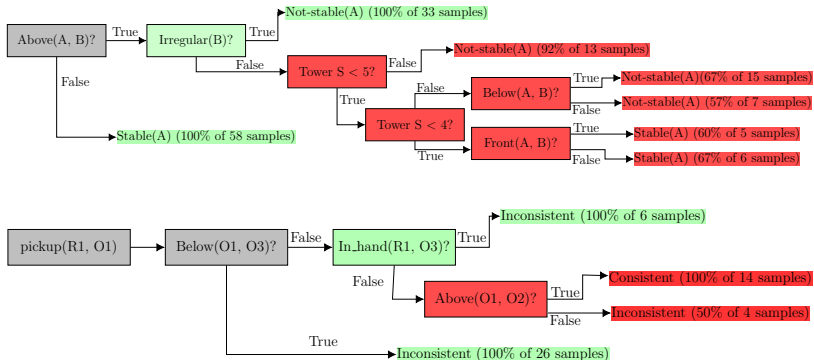 Not-stable(A) (100% of 33 samples)
Above(A, B)?
True
Irregular(B)?
True
False
False
Tower S < 5?
False
Not-stable(A) (92% of 13 samples)
True
Tower S < 4?
False
Below(A, B)?
True
Not-stable(A)(67% of 15 samples)
False
Not-stable(A) (57% of 7 samples)
True
Front(A, B)?
True
Stable(A) (60% of 5 samples)
False
Stable(A) (67% of 6 samples)
Stable(A) (100% of 58 samples)
pickup(R1, O1)
Below(O1, O3)?
False
In_hand(R1, O3)?
True
Inconsistent (100% of 6 samples)
False
Above(O1, O2)?
True
Consistent (100% of 14 samples)
False
Inconsistent (50% of 4 samples)
True
Inconsistent (100% of 26 samples)